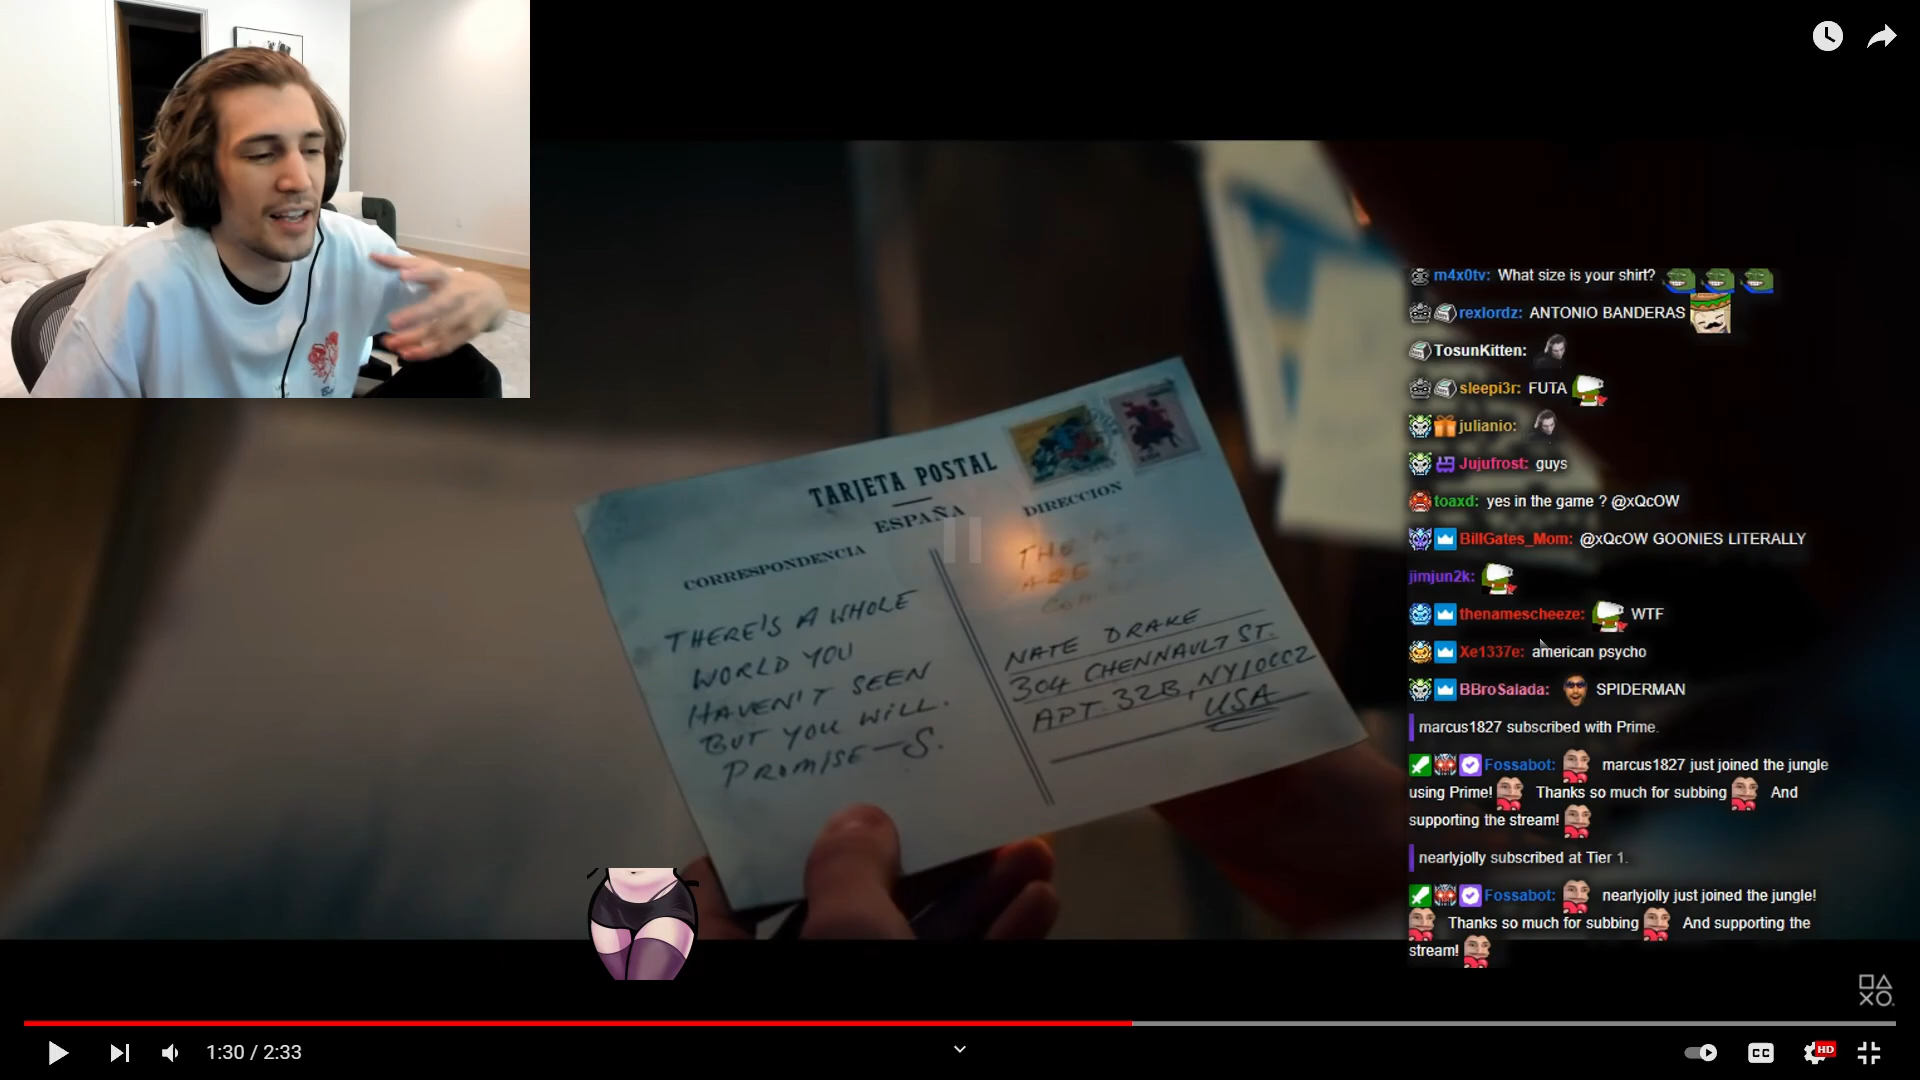 TARJETA POSTAL
ESPAÑA
CORRESPONDENCIA
DIRECCION
THERE'S A WHOLE
WORLD YOU
HAVEN'T SEEN
BUT YOU WILL.
PROMISE—S.
THE
ARE
NATE DRAKE
304 CHENNAULT ST.
APT. 32B, NY10002
USA
m4x0tv: What size is your shirt?
rexlordz: ANTONIO BANDERAS
TosunKitten:
sleepi3r: FUTA
julianio:
Jujufrost: guys
toaxd: yes in the game ? @xQcOW
BillGates_Mom: @xQcOW GOONIES LITERALLY
jimjun2k:
thenamescheeze: WTF
Xe1337e: american psycho
BBroSalada: SPIDERMAN
marcus1827 subscribed with Prime.
Fossabot: marcus1827 just joined the jungle
using Prime! Thanks so much for subbing And
supporting the stream!
nearlyjolly subscribed at Tier 1.
Fossabot: nearlyjolly just joined the jungle!
Thanks so much for subbing And supporting the
stream!
1:30 / 2:33
CC
HD